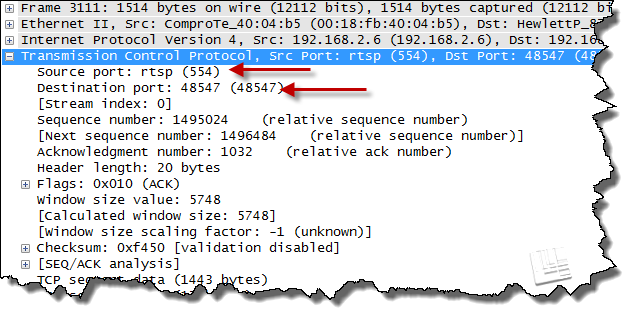 Frame 3111: 1514 bytes on wire (12112 bits), 1514 bytes captured (12112 bi
Ethernet II, Src: ComproTe_40:04:b5 (00:18:fb:40:04:b5), Dst: HewlettP_8
Internet Protocol Version 4, Src: 192.168.2.6 (192.168.2.6), Dst: 192.168
Transmission Control Protocol, Src Port: rtsp (554), Dst Port: 48547 (48
Source port: rtsp (554)
Destination port: 48547 (48547)
[Stream index: 0]
Sequence number: 1495024 (relative sequence number)
[Next sequence number: 1496484 (relative sequence number)]
Acknowledgment number: 1032 (relative ack number)
Header length: 20 bytes
Flags: 0x010 (ACK)
Window size value: 5748
[Calculated window size: 5748]
[Window size scaling factor: -1 (unknown)]
Checksum: 0xf450 [validation disabled]
[SEQ/ACK analysis]
TCP segment data (1443 bytes)